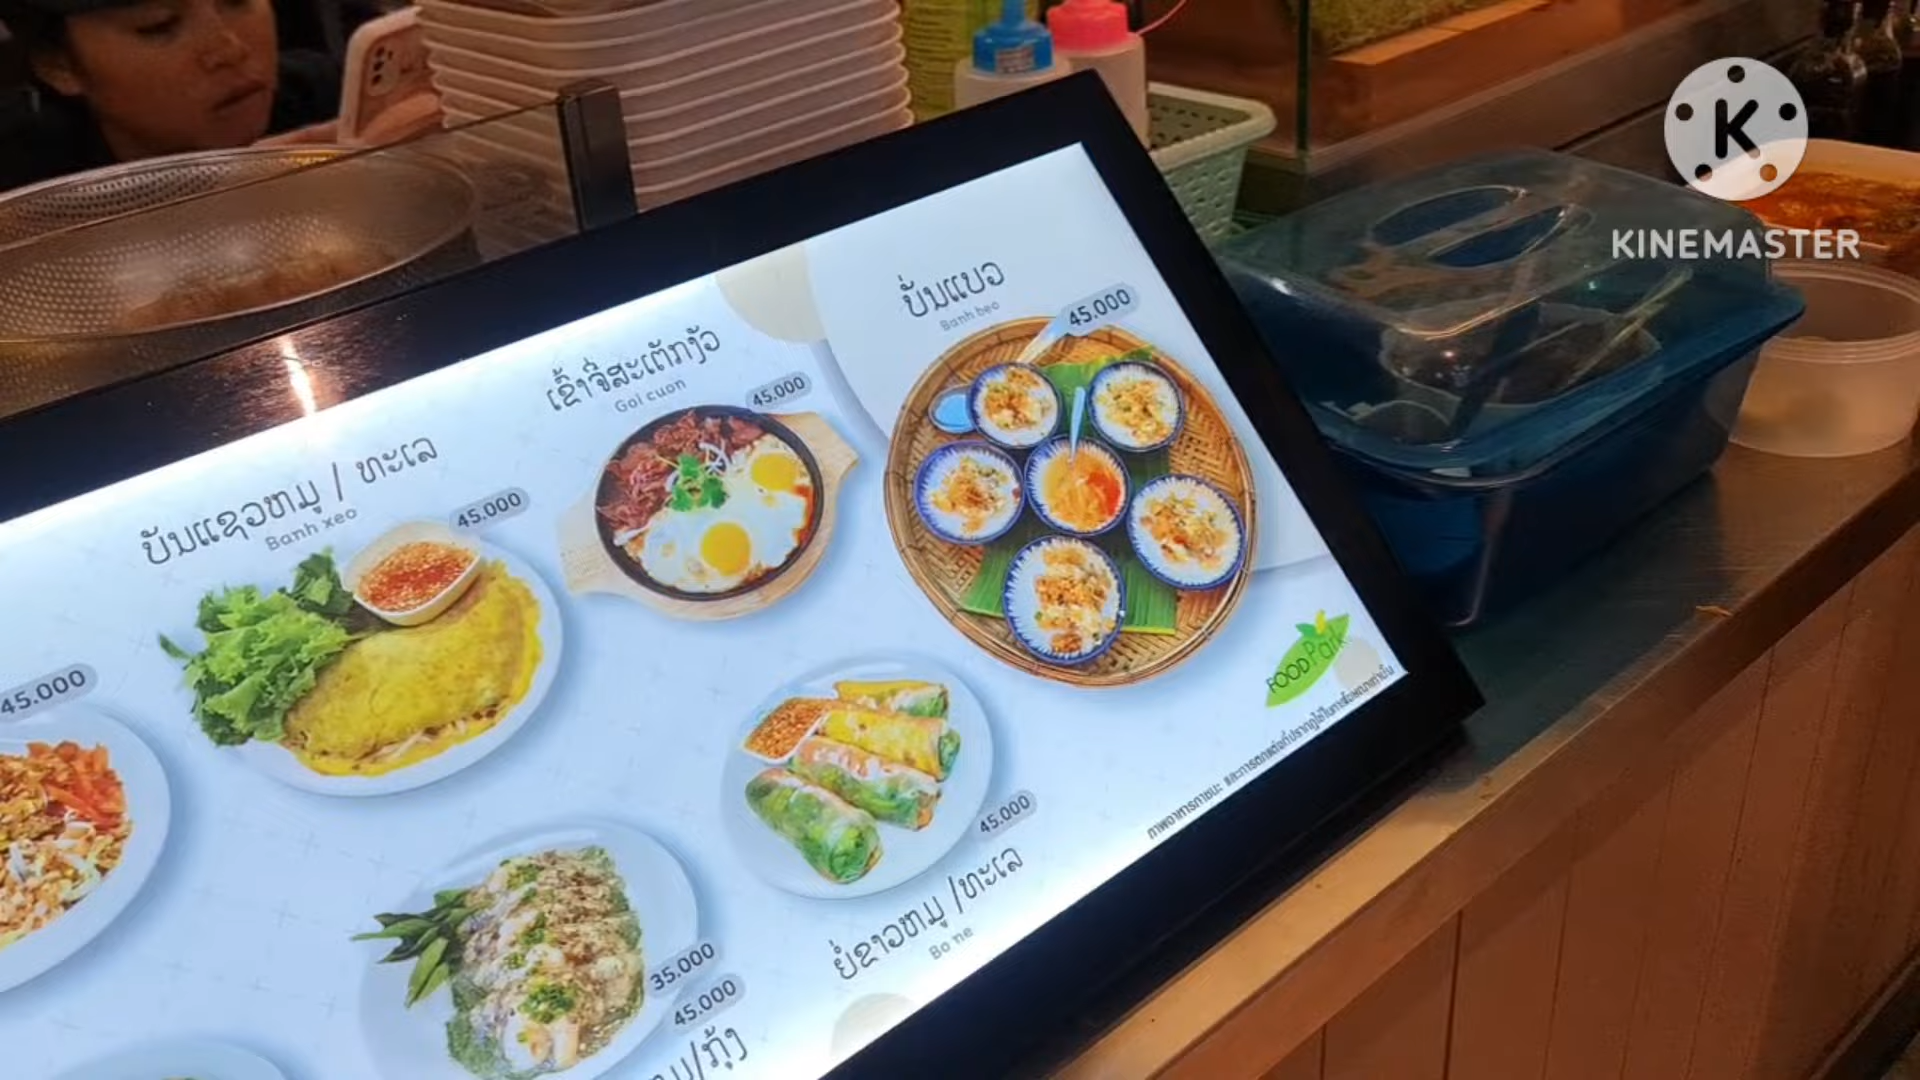 KINEMASTER
ບັ່ນແບວ
Banh beo
45.000
ເຂົ້າຈີ່ສະເຕັກງົວ
Goi cuon
45.000
ບັນແຊວຫມູ / ທະເລ
Banh xeo
45.000
45.000
FOOD Park
45.000
ຍໍ່ຂາວຫມູ /ທະເລ
Bo ne
35.000
45.000